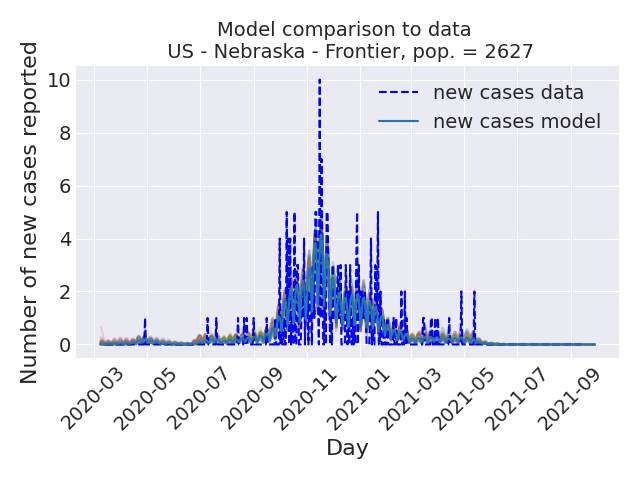 Model comparison to data
US - Nebraska - Frontier, pop. = 2627
Number of new cases reported
10
8
6
4
2
0
new cases data
new cases model
2020-03
2020-05
2020-07
2020-09
2020-11
2021-01
2021-03
2021-05
2021-07
2021-09
Day